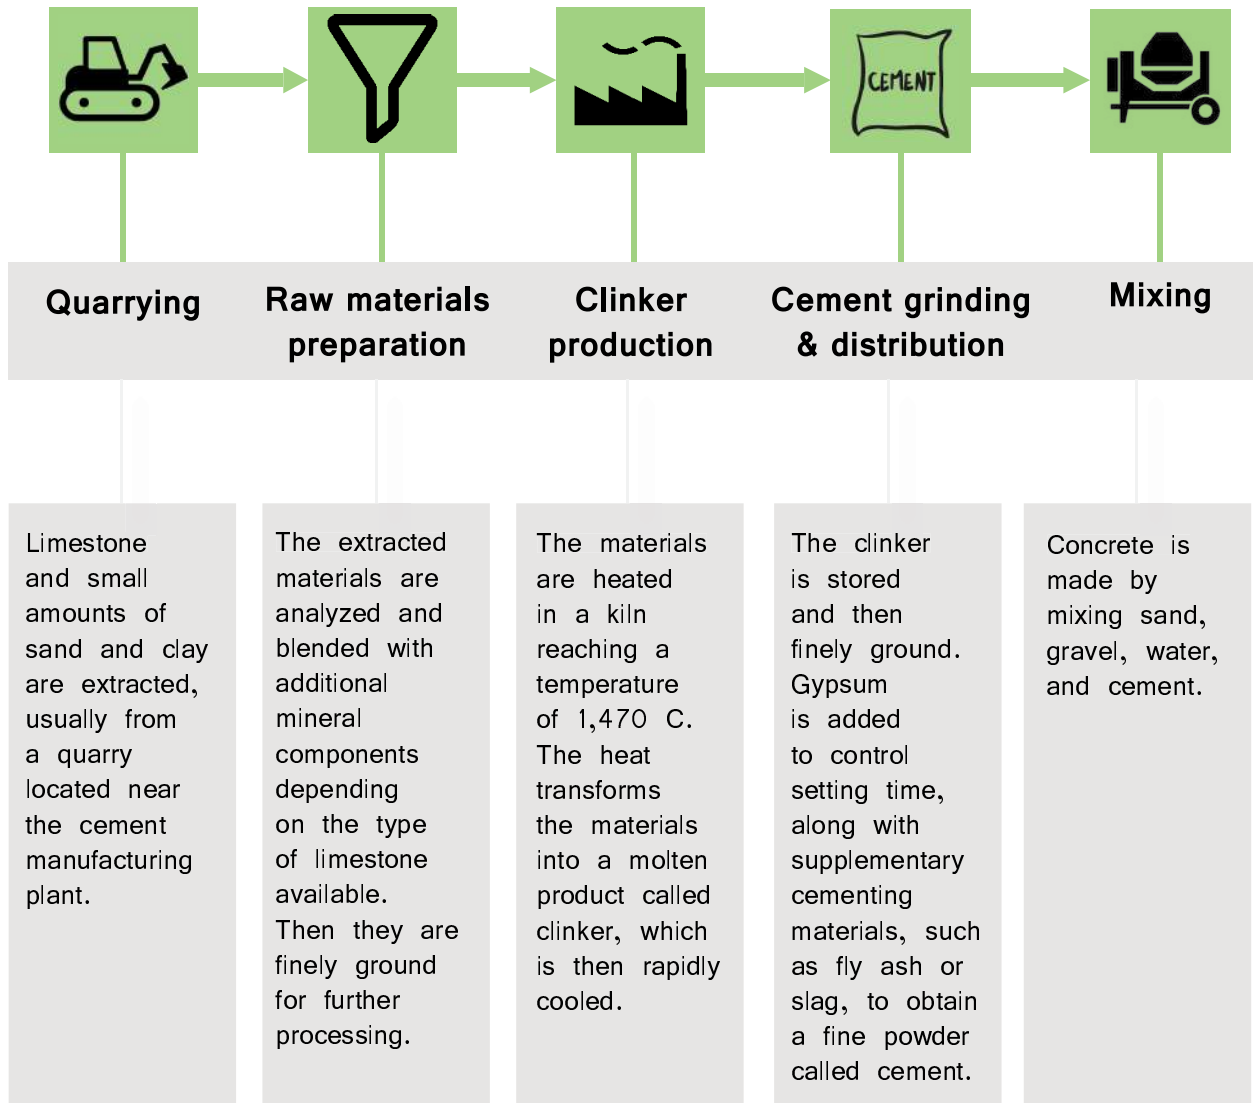 CEMENT
Quarrying
Raw materials
preparation
Clinker
production
Cement grinding
& distribution
Mixing
Limestone
and small
amounts of
sand and clay
are extracted,
usually from
a quarry
located near
the cement
manufacturing
plant.
The extracted
materials are
analyzed and
blended with
additional
mineral
components
depending
on the type
of limestone
available.
Then they are
finely ground
for further
processing.
The materials
are heated
in a kiln
reaching a
temperature
of 1,470 C.
The heat
transforms
the materials
into a molten
product called
clinker, which
is then rapidly
cooled.
The clinker
is stored
and then
finely ground.
Gypsum
is added
to control
setting time,
along with
supplementary
cementing
materials, such
as fly ash or
slag, to obtain
a fine powder
called cement.
Concrete is
made by
mixing sand,
gravel, water,
and cement.